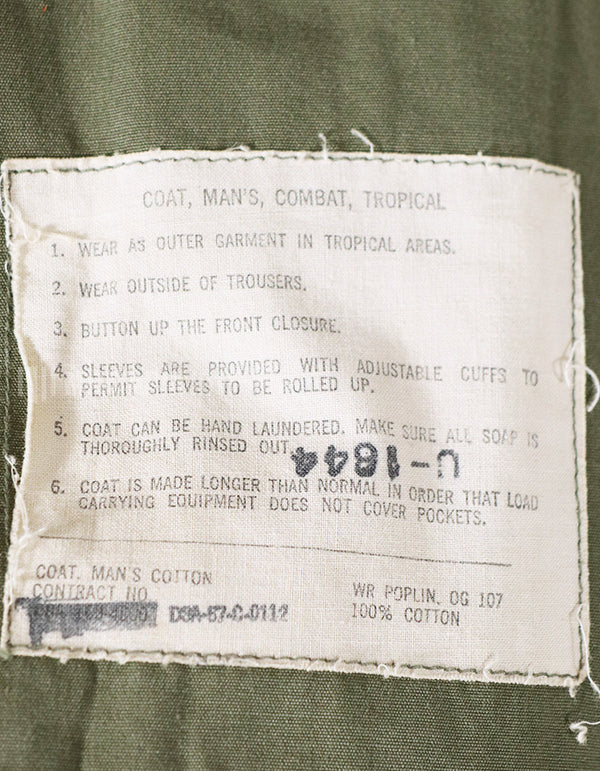 COAT, MAN'S, COMBAT, TROPICAL
1. WEAR AS OUTER GARMENT IN TROPICAL AREAS.
2. WEAR OUTSIDE OF TROUSERS.
3. BUTTON UP THE FRONT CLOSURE.
4. SLEEVES ARE PROVIDED WITH ADJUSTABLE CUFFS TO
PERMIT SLEEVES TO BE ROLLED UP.
5. COAT CAN BE HAND LAUNDERED. MAKE SURE ALL SOAP IS
THOROUGHLY RINSED OUT.
U-1844
6. COAT IS MADE LONGER THAN NORMAL IN ORDER THAT LOAD
CARRYING EQUIPMENT DOES NOT COVER POCKETS.
COAT. MAN'S COTTON
CONTRACT NO.
DSA-67-C-0112
WR POPLIN, OG 107
100% COTTON